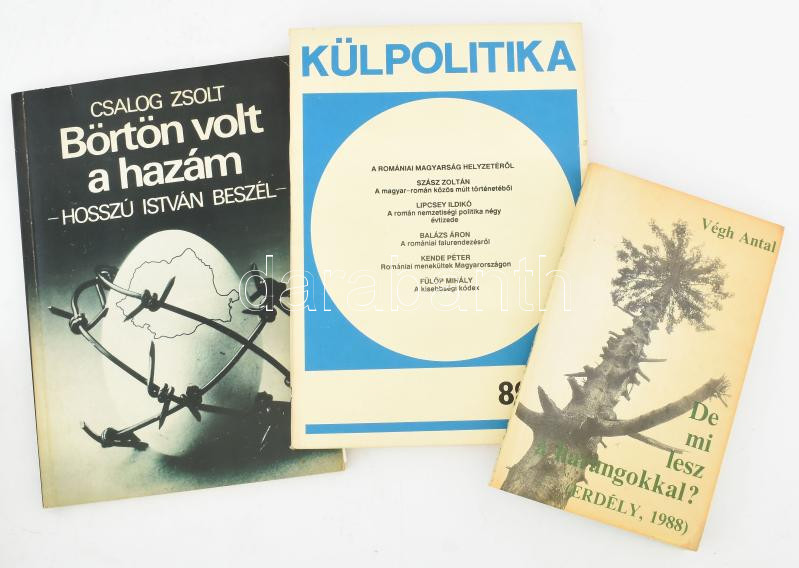 CSALOG ZSOLT
Börtön volt
a hazám
-HOSSZÚ ISTVÁN BESZÉL-
KÜLPOLITIKA
A ROMÁNIAI MAGYARSÁG HELYZETÉRŐL
SZÁSZ ZOLTÁN
A magyar–román közös múlt történetéből
LIPCSEY ILDIKÓ
A román nemzetiségi politika négy
évtizede
BALÁZS ÁRON
A romániai falurendezésről
KENDE PÉTER
Romániai menekültek Magyarországon
FÜLÖP MIHÁLY
A kisebbségi kódex
Végh Antal
De
mi
lesz
a harangokkal?
(ERDÉLY, 1988)
darabanth